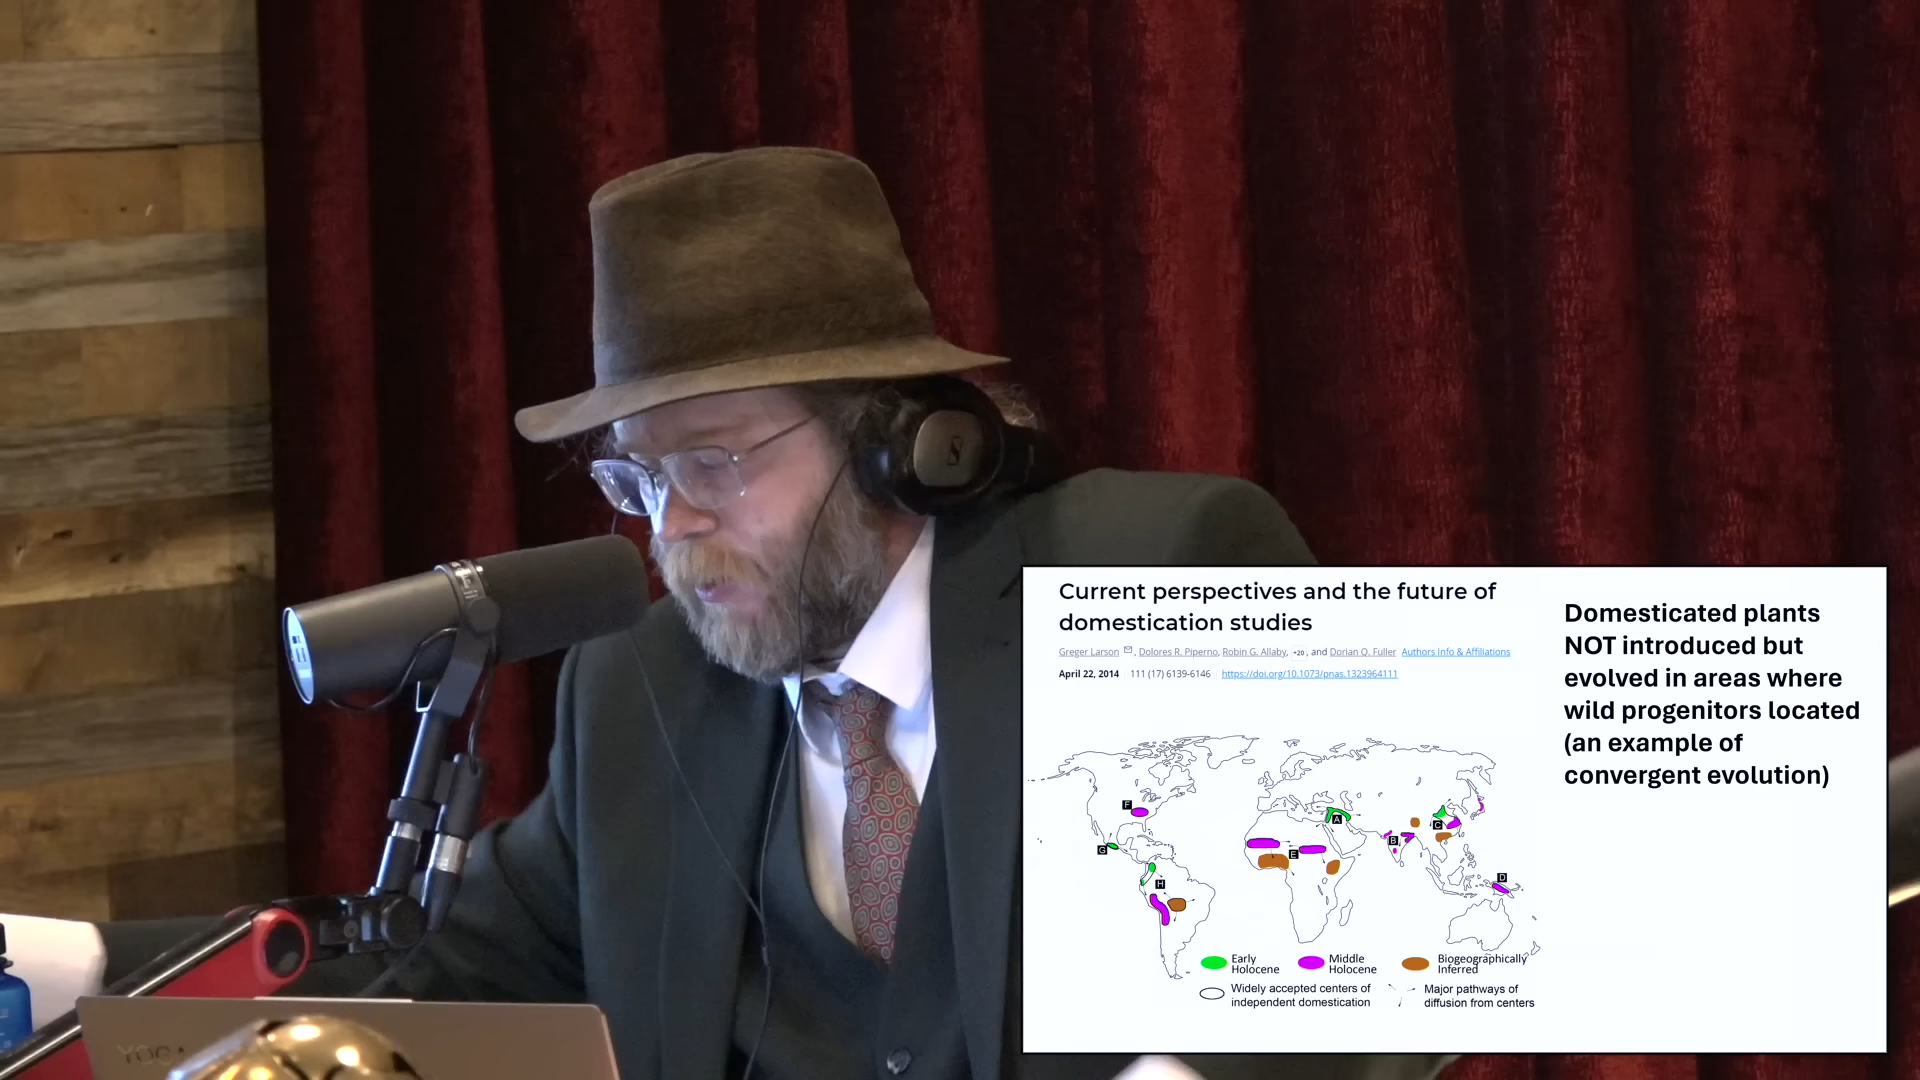 Current perspectives and the future of
domestication studies
Greger Larson, Dolores R. Piperno, Robin G. Allaby, +20, and Dorian Q. Fuller Authors Info & Affiliations
April 22, 2014 111 (17) 6139-6146 https://doi.org/10.1073/pnas.1323964111
Domesticated plants
NOT introduced but
evolved in areas where
wild progenitors located
(an example of
convergent evolution)
F
A
C
B
G
E
H
D
Early
Holocene
Middle
Holocene
Biogeographically
Inferred
Widely accepted centers of
independent domestication
Major pathways of
diffusion from centers
YOGA